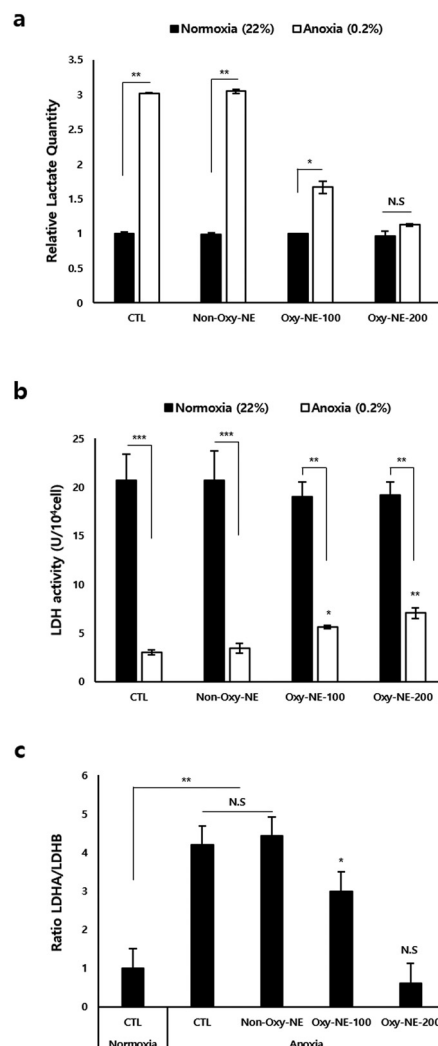 a
Normoxia (22%) Anoxia (0.2%)
Relative Lactate Quantity
3.5
3
2.5
2
1.5
1
0.5
0
**
**
*
N.S
CTL Non-Oxy-NE Oxy-NE-100 Oxy-NE-200
b
Normoxia (22%) Anoxia (0.2%)
LDH activity (U/10⁴cell)
25
20
15
10
5
0
***
***
**
**
*
**
CTL Non-Oxy-NE Oxy-NE-100 Oxy-NE-200
c
Ratio LDHA/LDHB
6
5
4
3
2
1
0
**
N.S
*
N.S
CTL CTL Non-Oxy-NE Oxy-NE-100 Oxy-NE-200
Normoxia Anoxia